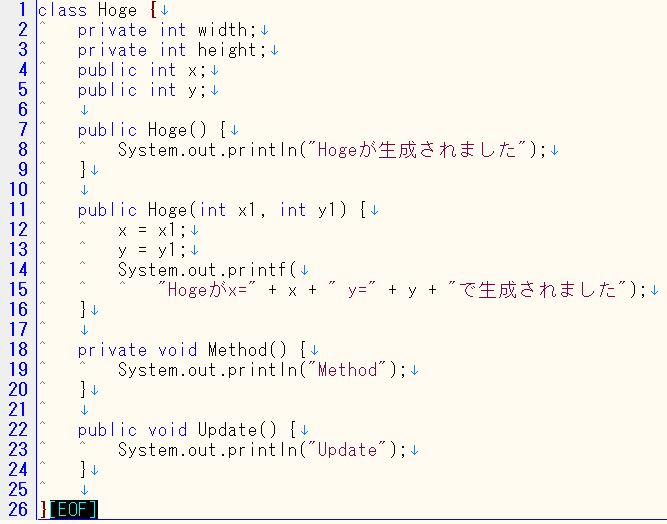 1 class Hoge {↓
2 ^ private int width;↓
3 ^ private int height;↓
4 ^ public int x;↓
5 ^ public int y;↓
6 ^ ↓
7 ^ public Hoge() {↓
8 ^ ^ System.out.println("Hogeが生成されました");↓
9 ^ }↓
10 ^ ↓
11 ^ public Hoge(int x1, int y1) {↓
12 ^ ^ x = x1;↓
13 ^ ^ y = y1;↓
14 ^ ^ System.out.printf(↓
15 ^ ^ ^ "Hogeがx=" + x + " y=" + y + "で生成されました");↓
16 ^ }↓
17 ^ ↓
18 ^ private void Method() {↓
19 ^ ^ System.out.println("Method");↓
20 ^ }↓
21 ^ ↓
22 ^ public void Update() {↓
23 ^ ^ System.out.println("Update");↓
24 ^ }↓
25 ^ ↓
26 }[EOF]